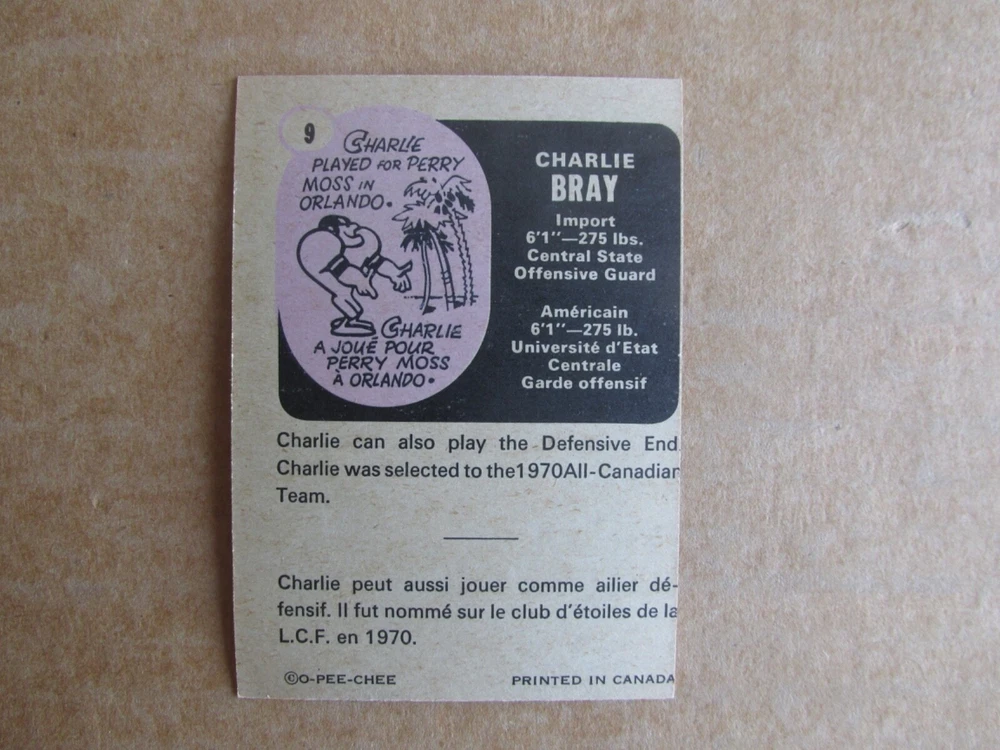 9
CHARLIE
PLAYED FOR PERRY
MOSS IN
ORLANDO.
CHARLIE
A JOUÉ POUR
PERRY MOSS
À ORLANDO.
CHARLIE
BRAY
Import
6'1"—275 lbs.
Central State
Offensive Guard
Américain
6'1"—275 lb.
Université d'Etat
Centrale
Garde offensif
Charlie can also play the Defensive End.
Charlie was selected to the1970All-Canadian
Team.
Charlie peut aussi jouer comme ailier dé-
fensif. Il fut nommé sur le club d'étoiles de la
L.C.F. en 1970.
©O-PEE-CHEE
PRINTED IN CANADA